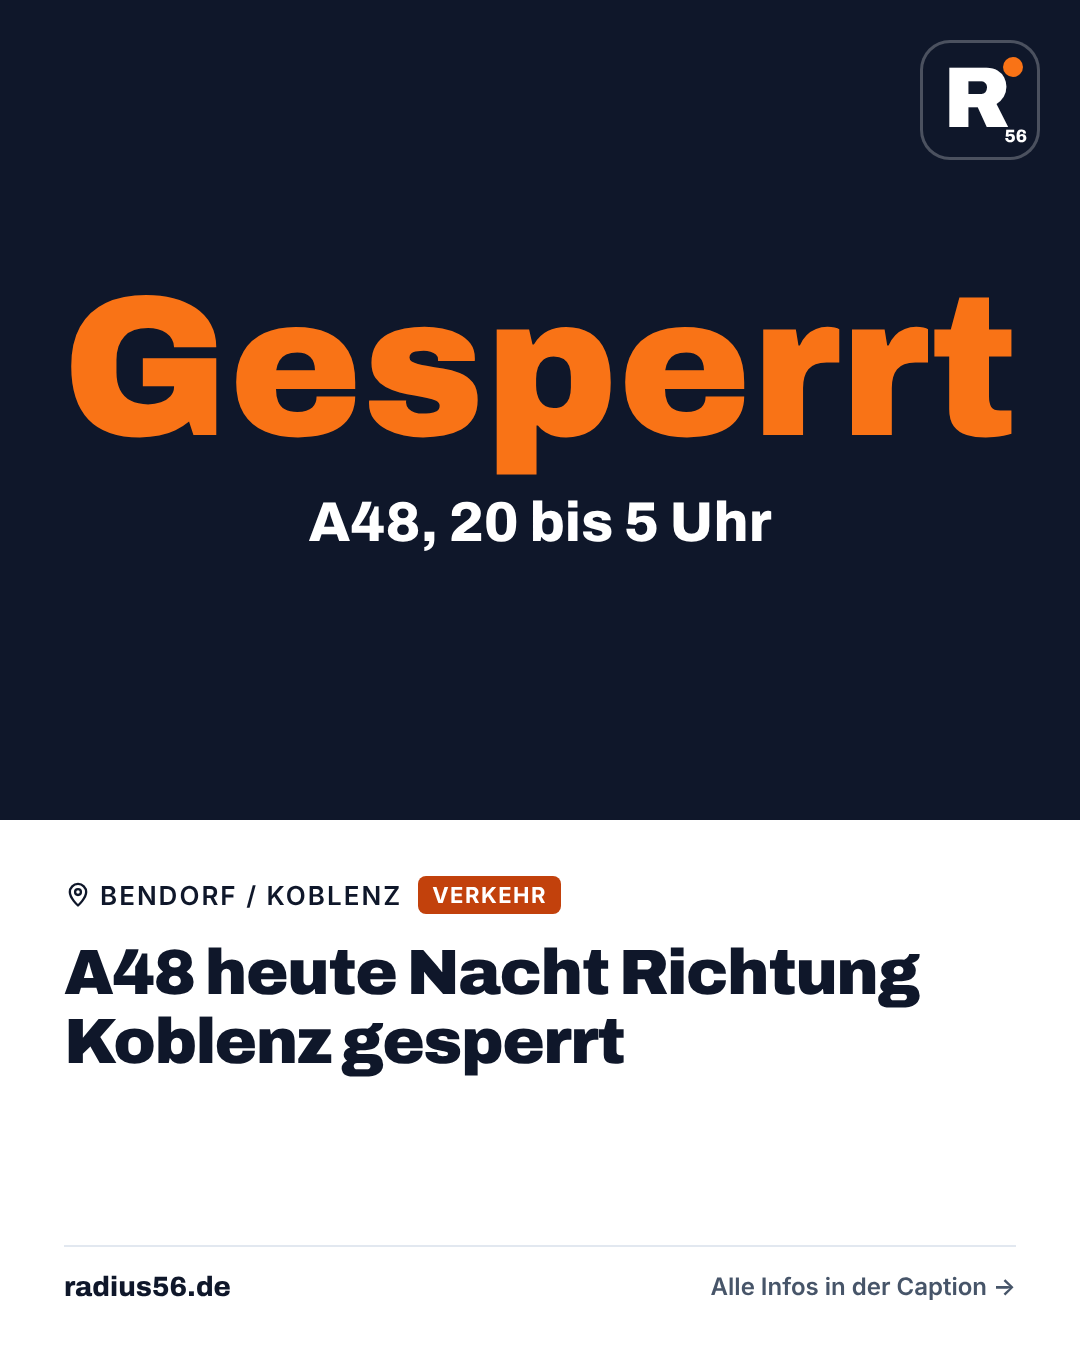 R
56
Gesperrt
A48, 20 bis 5 Uhr
BENDORF / KOBLENZ
VERKEHR
A48 heute Nacht Richtung
Koblenz gesperrt
radius56.de
Alle Infos in der Caption →